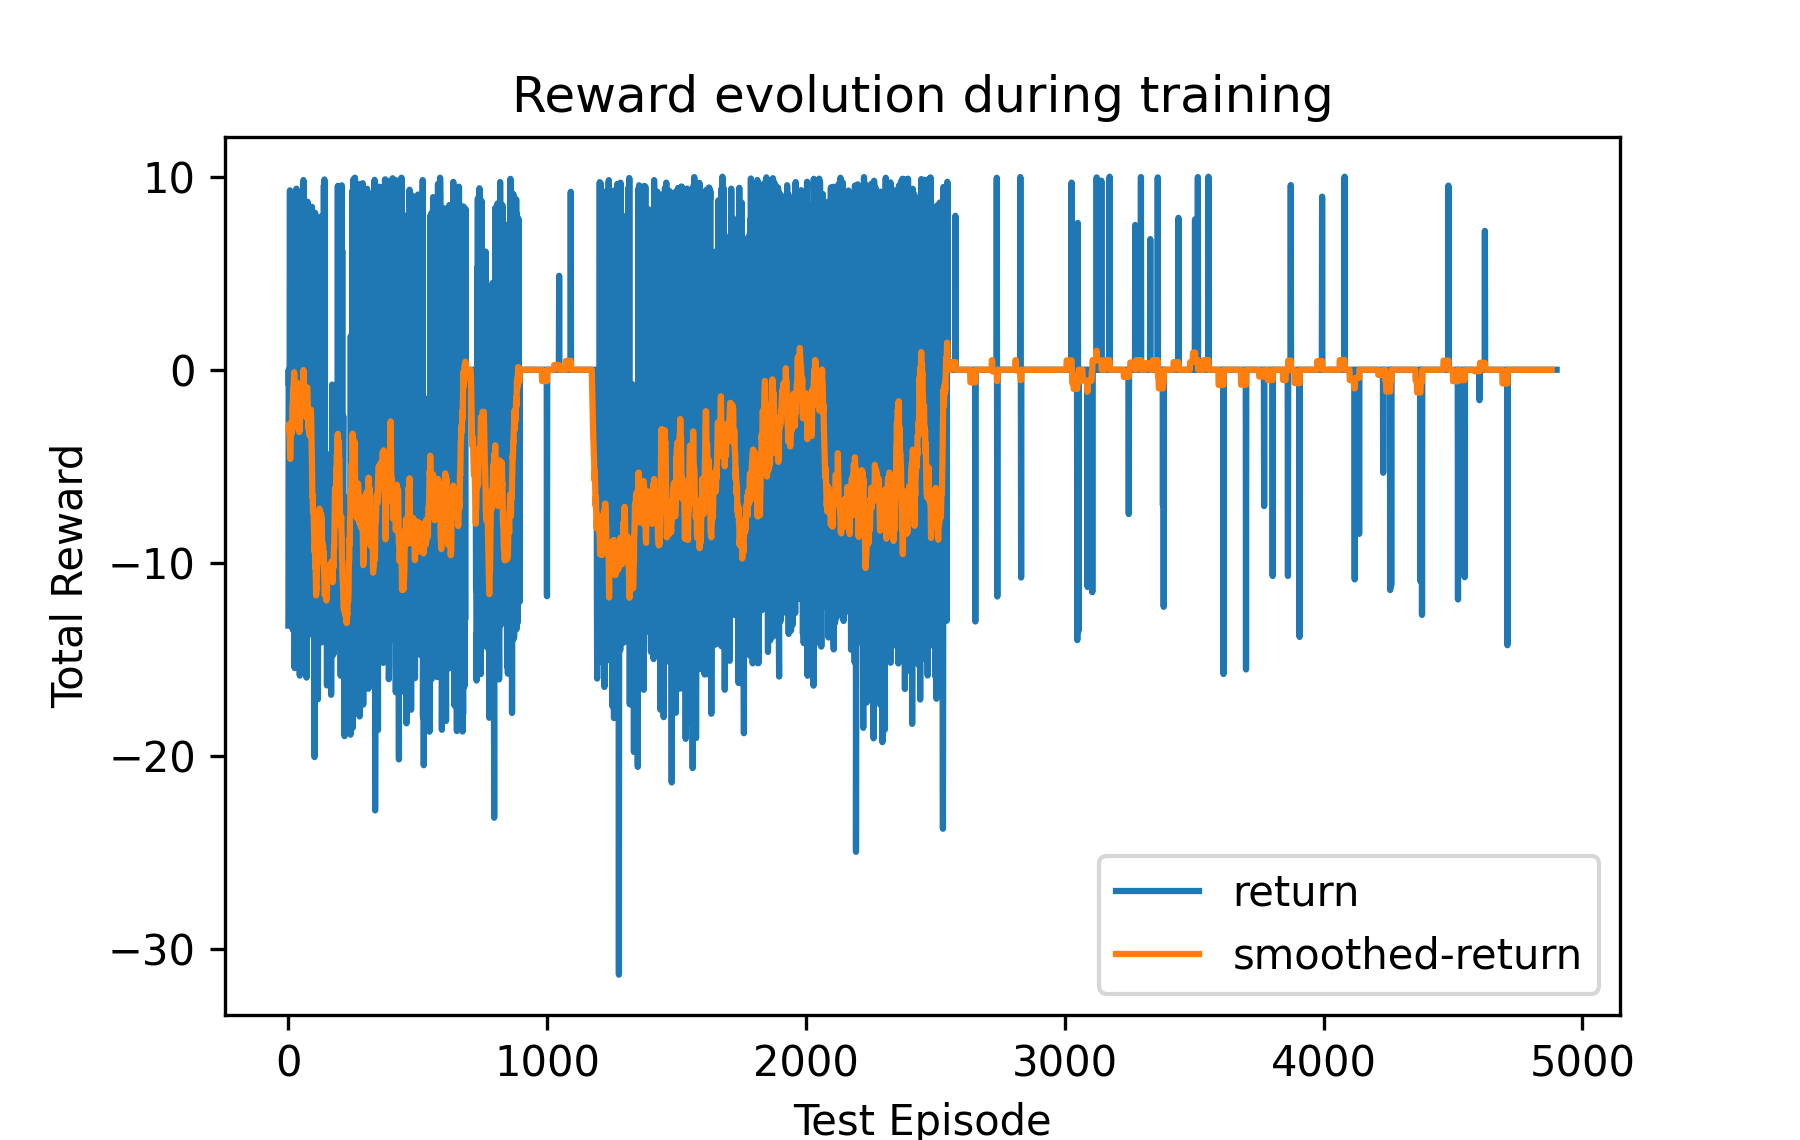 Reward evolution during training
10
0
−10
−20
−30
Total Reward
return
smoothed-return
0 1000 2000 3000 4000 5000
Test Episode